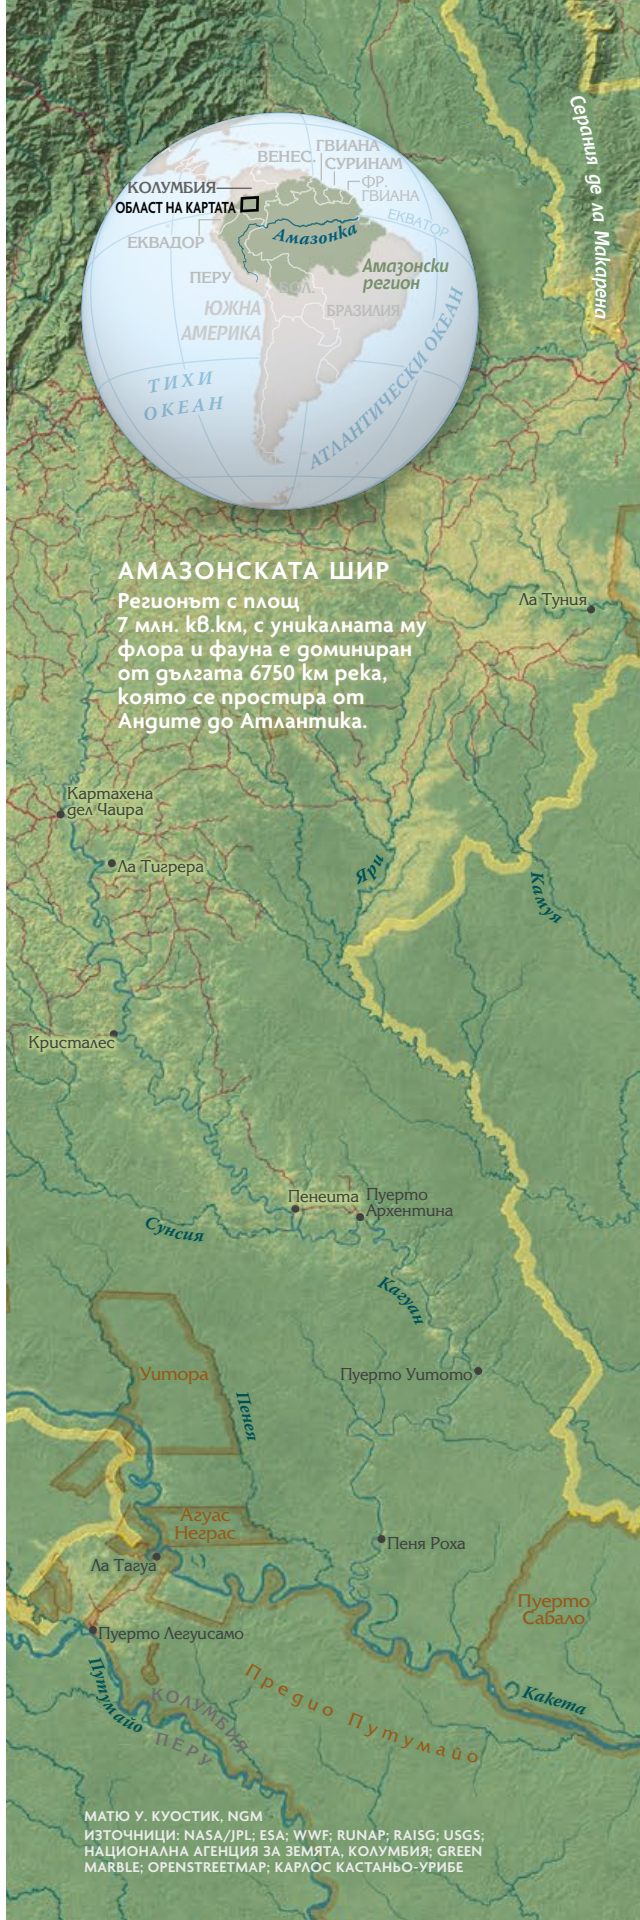 Серания де ла Макарена
ГВИАНА
ВЕНЕС.
СУРИНАМ
ФР.
ГВИАНА
КОЛУМБИЯ
ОБЛАСТ НА КАРТАТА
ЕКВАТОР
ЕКВАДОР
Амазонка
Амазонски
регион
ПЕРУ
БОЛ.
ЮЖНА
АМЕРИКА
БРАЗИЛИЯ
ТИХИ
ОКЕАН
АТЛАНТИЧЕСКИ ОКЕАН
АМАЗОНСКАТА ШИР
Регионът с площ
7 млн. кв.км, с уникалната му
флора и фауна е доминиран
от дългата 6750 км река,
която се простира от
Андите до Атлантика.
Ла Туния
Картахена
дел Чаира
Ла Тигрера
Яри
Камуя
Кристалес
Пенеита
Пуерто
Архентина
Сунсия
Кагуан
Уитора
Пуерто Уитото
Пенея
Агуас
Неграс
Пеня Роха
Ла Тагуа
Пуерто
Сабало
Пуерто Легуисамо
Путумайо
КОЛУМБИЯ
ПЕРУ
Предио Путумайо
Какета
МАТЮ У. КУОСТИК, NGM
ИЗТОЧНИЦИ: NASA/JPL; ESA; WWF; RUNAP; RAISG; USGS;
НАЦИОНАЛНА АГЕНЦИЯ ЗА ЗЕМЯТА, КОЛУМБИЯ; GREEN
MARBLE; OPENSTREETMAP; КАРЛОС КАСТАНЬО-УРИБЕ